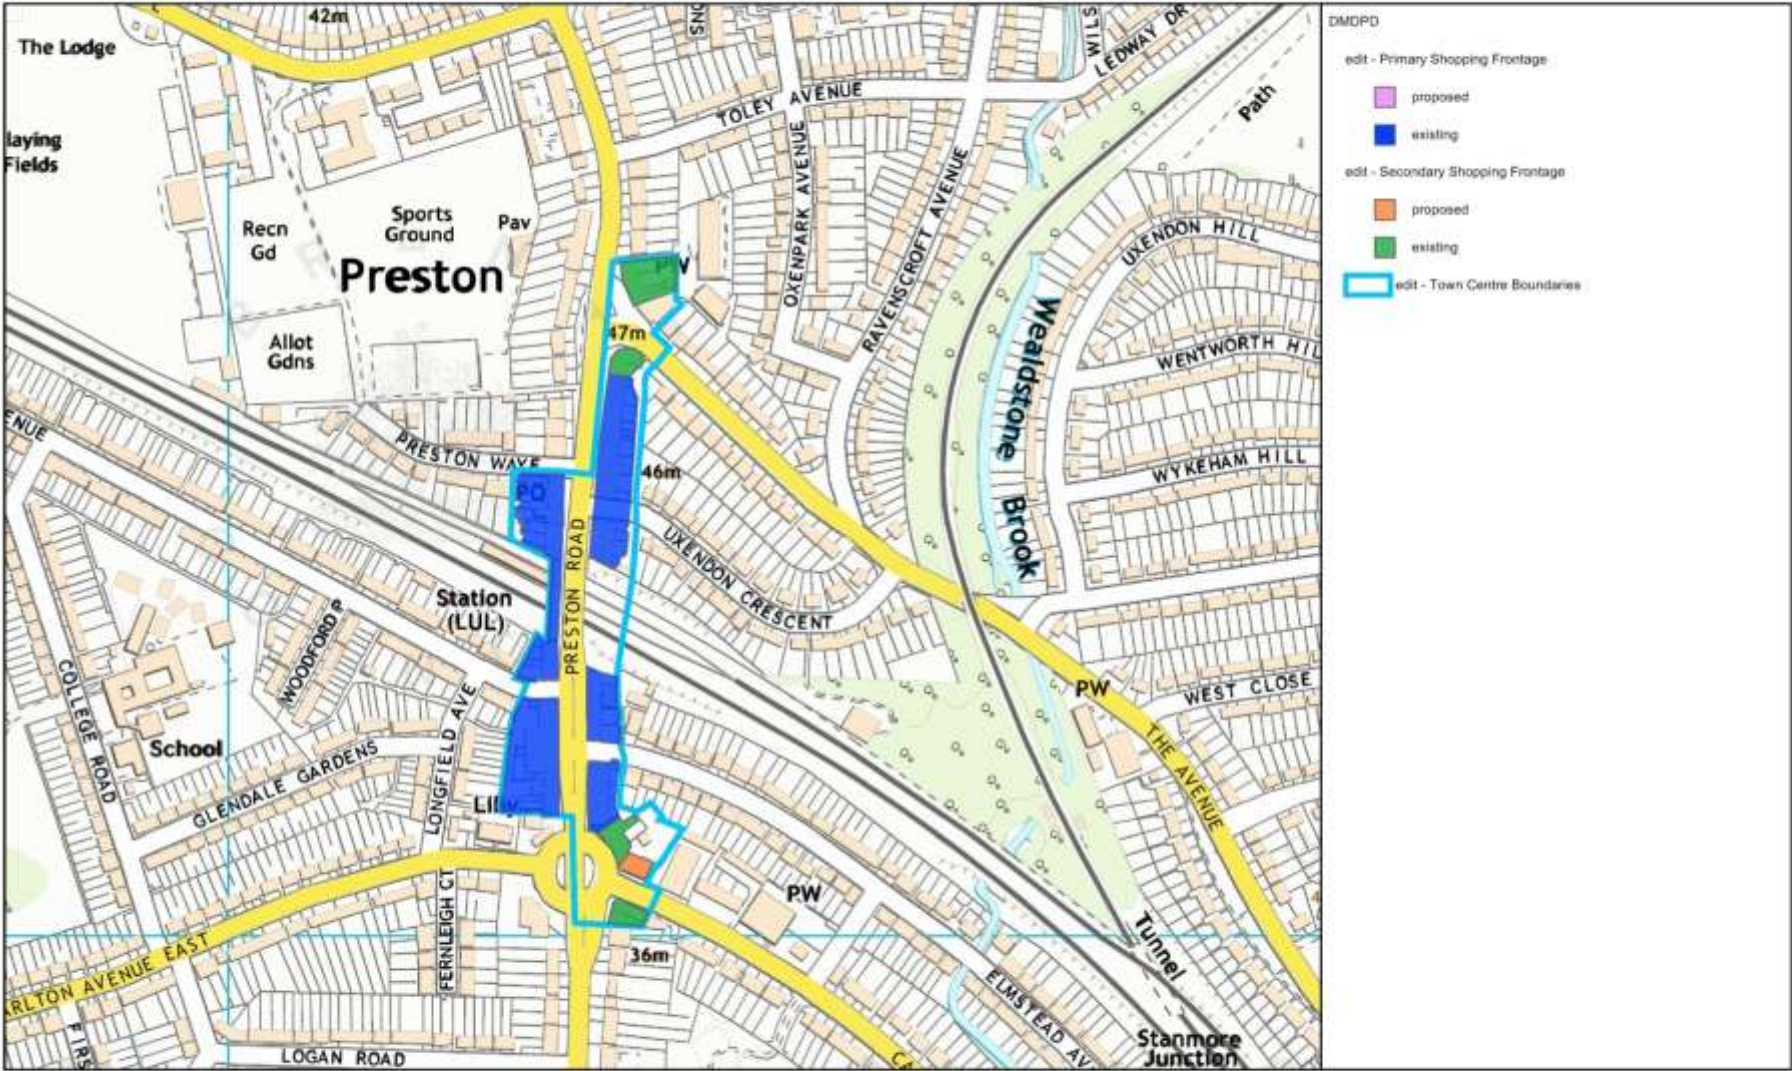 42m
The Lodge
LEDWAY DR
TOLEY AVENUE
Path
laying
Fields
OXENPARK AVENUE
RAVENSCROFT AVENUE
Recn
Gd
Sports
Ground
Pav
UXENDON HILL
Preston
47m
Wealdstone Brook
Allot
Gdns
WENTWORTH HIL
ENUE
PRESTON WAYE
46m
WYKEHAM HILL
PO
PRESTON ROAD
UXENDON CRESCENT
Station
(LUL)
WOODFORD P
COLLEGE ROAD
PW
WEST CLOSE
THE AVENUE
School
GLENDALE GARDENS
LONGFIELD AVE
PW
FERNLEIGH CT
ARLTON AVENUE EAST
36m
Tunnel
ELMSTEAD AV
FIRS
LOGAN ROAD
CA
Stanmore
Junction
DMDPD
edit - Primary Shopping Frontage
proposed
existing
edit - Secondary Shopping Frontage
proposed
existing
edit - Town Centre Boundaries